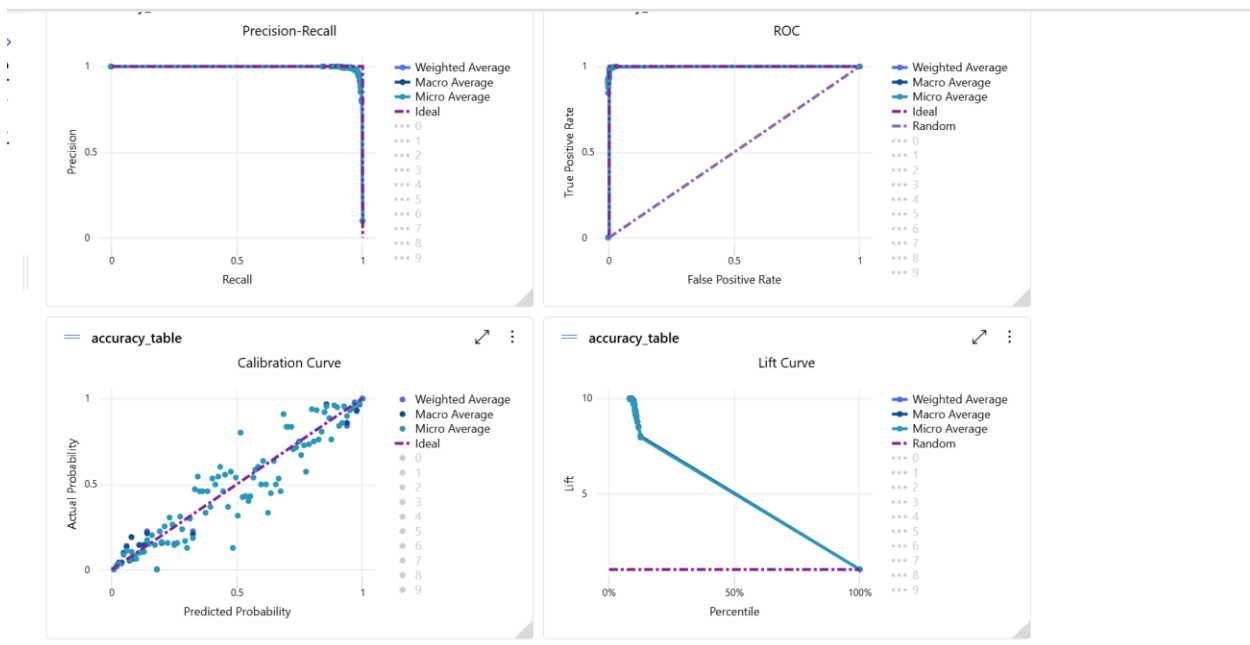 Precision-Recall
1
0.5
0
Precision
0
0.5
1
Recall
Weighted Average
Macro Average
Micro Average
Ideal
0
1
2
3
4
5
6
7
8
9
ROC
1
0.5
0
True Positive Rate
0
0.5
1
False Positive Rate
Weighted Average
Macro Average
Micro Average
Ideal
Random
0
1
2
3
4
5
6
7
8
9
accuracy_table
Calibration Curve
1
0.5
0
Actual Probability
0
0.5
1
Predicted Probability
Weighted Average
Macro Average
Micro Average
Ideal
0
1
2
3
4
5
6
7
8
9
accuracy_table
Lift Curve
10
5
Lift
0%
50%
100%
Percentile
Weighted Average
Macro Average
Micro Average
Random
0
1
2
3
4
5
6
7
8
9